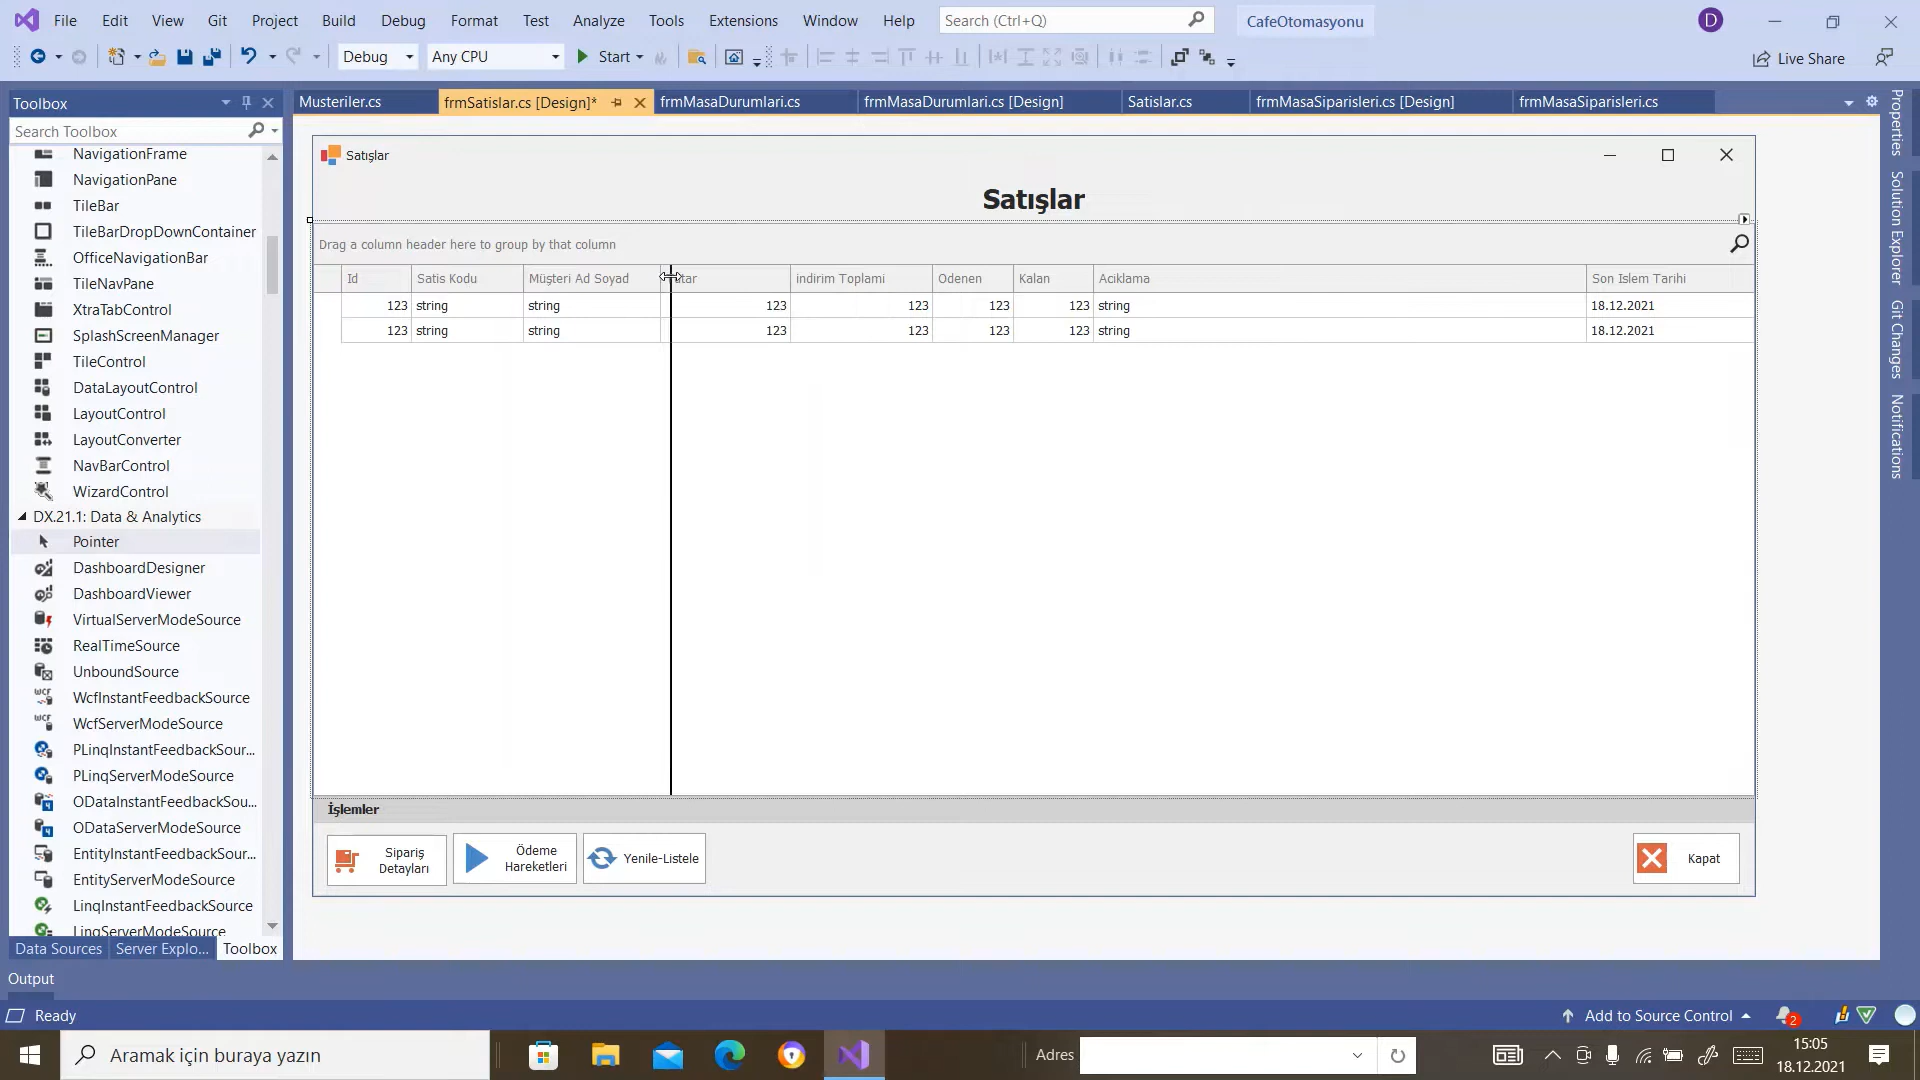 File Edit View Git Project Build Debug Format Test Analyze Tools Extensions Window Help Search (Ctrl+Q) CafeOtomasyonu D
Debug Any CPU Start Live Share
Toolbox
Search Toolbox
NavigationFrame
NavigationPane
TileBar
TileBarDropDownContainer
OfficeNavigationBar
TileNavPane
XtraTabControl
SplashScreenManager
TileControl
DataLayoutControl
LayoutControl
LayoutConverter
NavBarControl
WizardControl
DX.21.1: Data & Analytics
Pointer
DashboardDesigner
DashboardViewer
VirtualServerModeSource
RealTimeSource
UnboundSource
WcfInstantFeedbackSource
WcfServerModeSource
PLinqInstantFeedbackSour...
PLinqServerModeSource
ODataInstantFeedbackSou...
ODataServerModeSource
EntityInstantFeedbackSour...
EntityServerModeSource
LinqInstantFeedbackSource
LinqServerModeSource
Data Sources Server Explo... Toolbox
Musteriler.cs frmSatislar.cs [Design]* frmMasaDurumlari.cs frmMasaDurumlari.cs [Design] Satislar.cs frmMasaSiparisleri.cs [Design] frmMasaSiparisleri.cs
Satışlar
Satışlar
Drag a column header here to group by that column
Id Satis Kodu Müşteri Ad Soyad indirim Toplami Odenen Kalan Aciklama Son Islem Tarihi
123 string string 123 123 123 123 string 18.12.2021
123 string string 123 123 123 123 string 18.12.2021
İşlemler
Sipariş Detayları
Ödeme Hareketleri
Yenile-Listele
Kapat
Properties
Solution Explorer
Git Changes
Notifications
Output
Ready Add to Source Control 2
Aramak için buraya yazın Adres 15:05
18.12.2021